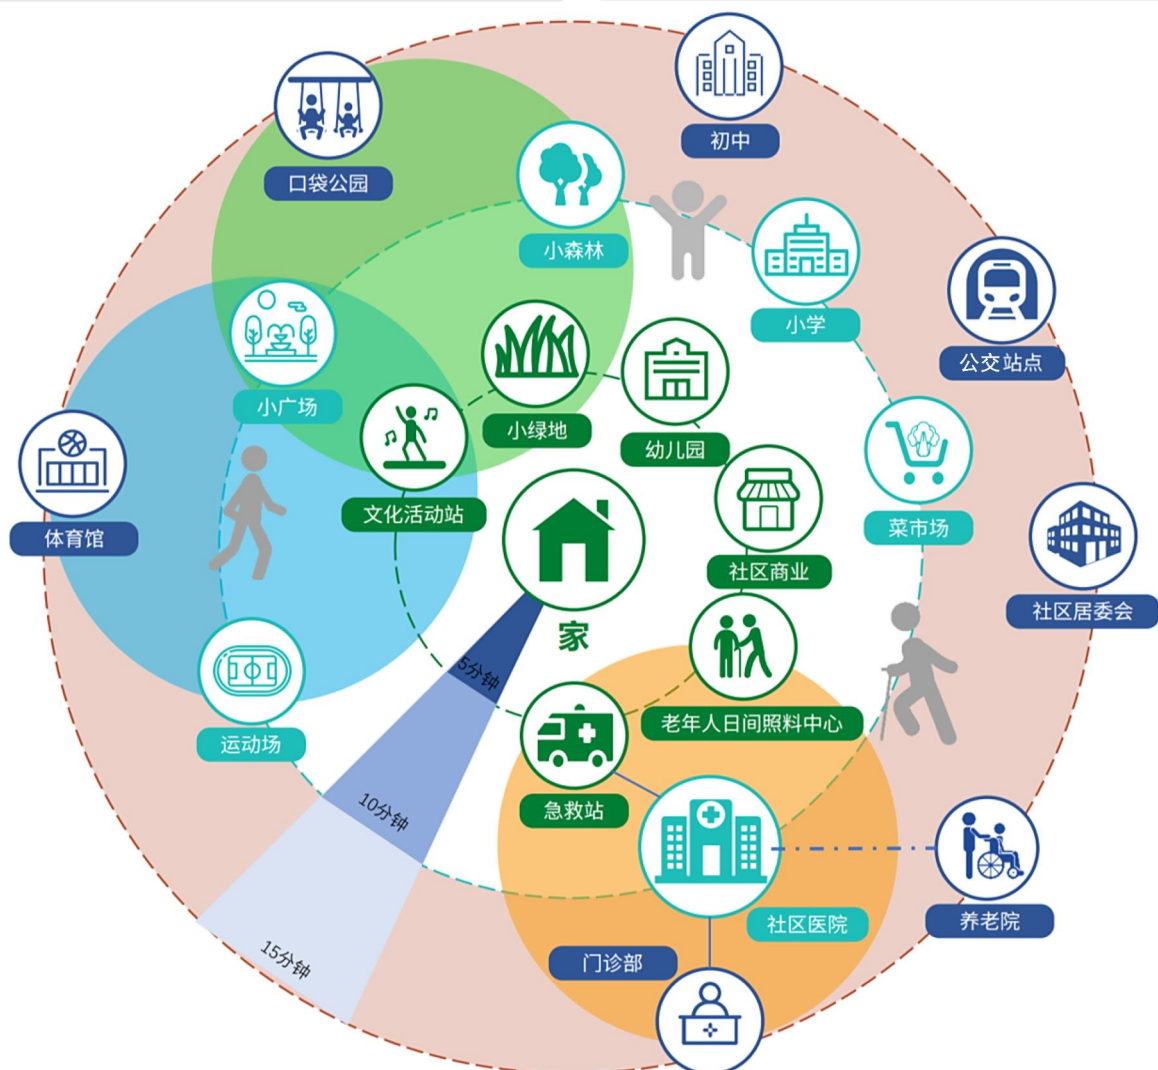 初中
口袋公园
小森林
小学
公交站点
小广场
小绿地
幼儿园
文化活动站
菜市场
体育馆
社区商业
社区居委会
家
5分钟
老年人日间照料中心
运动场
急救站
10分钟
社区医院
养老院
门诊部
15分钟